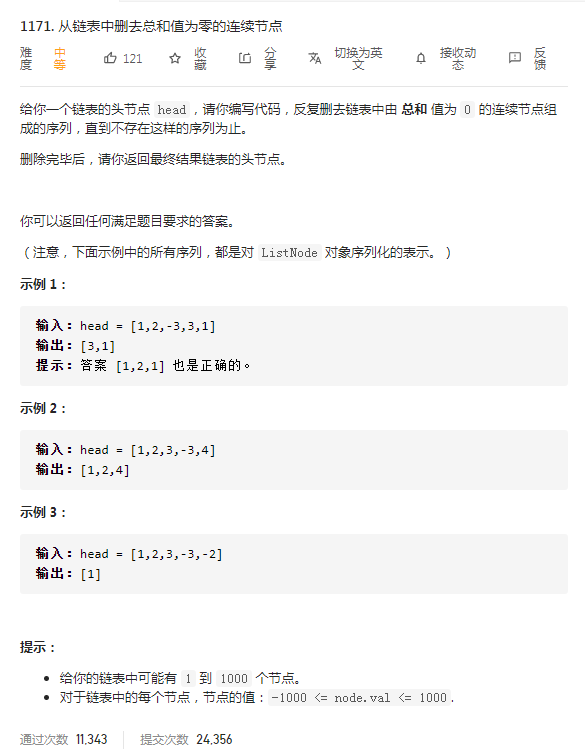 1171. 从链表中删去总和值为零的连续节点
难度 中等 121 收藏 分享 切换为英文 接收动态 反馈
给你一个链表的头节点 head，请你编写代码，反复删去链表中由 总和 值为 0 的连续节点组
成的序列，直到不存在这样的序列为止。
删除完毕后，请你返回最终结果链表的头节点。
你可以返回任何满足题目要求的答案。
（注意，下面示例中的所有序列，都是对 ListNode 对象序列化的表示。）
示例 1：
输入：head = [1,2,-3,3,1]
输出：[3,1]
提示：答案 [1,2,1] 也是正确的。
示例 2：
输入：head = [1,2,3,-3,4]
输出：[1,2,4]
示例 3：
输入：head = [1,2,3,-3,-2]
输出：[1]
提示：
• 给你的链表中可能有 1 到 1000 个节点。
• 对于链表中的每个节点，节点的值：-1000 <= node.val <= 1000.
通过次数 11,343 提交次数 24,356